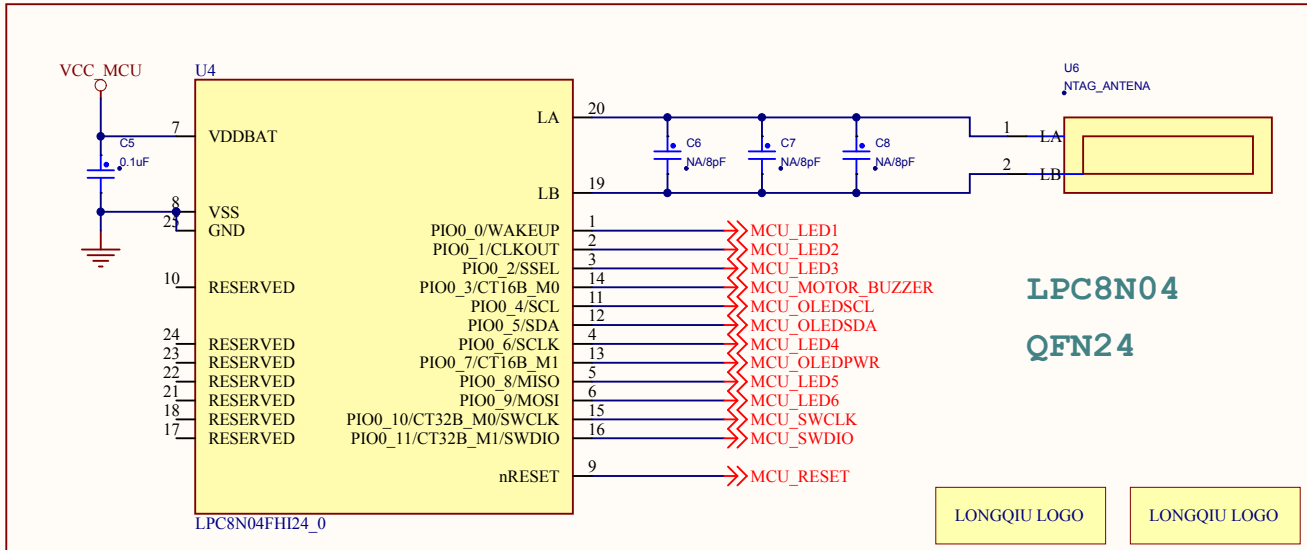 VCC_MCU
U4
U6
NTAG_ANTENA
7
VDDBAT
C5
0.1uF
8
VSS
25
GND
10
RESERVED
24
RESERVED
23
RESERVED
22
RESERVED
21
RESERVED
18
RESERVED
17
RESERVED
LA
20
LB
19
C6
NA/8pF
C7
NA/8pF
C8
NA/8pF
1
LA
2
LB
PIO0_0/WAKEUP 1 MCU_LED1
PIO0_1/CLKOUT 2 MCU_LED2
PIO0_2/SSEL 3 MCU_LED3
PIO0_3/CT16B_M0 14 MCU_MOTOR_BUZZER
PIO0_4/SCL 11 MCU_OLEDSCL
PIO0_5/SDA 12 MCU_OLEDSDA
PIO0_6/SCLK 4 MCU_LED4
PIO0_7/CT16B_M1 13 MCU_OLEDPWR
PIO0_8/MISO 5 MCU_LED5
PIO0_9/MOSI 6 MCU_LED6
PIO0_10/CT32B_M0/SWCLK 15 MCU_SWCLK
PIO0_11/CT32B_M1/SWDIO 16 MCU_SWDIO
nRESET 9 MCU_RESET
LPC8N04FHI24_0
LPC8N04
QFN24
LONGQIU LOGO
LONGQIU LOGO